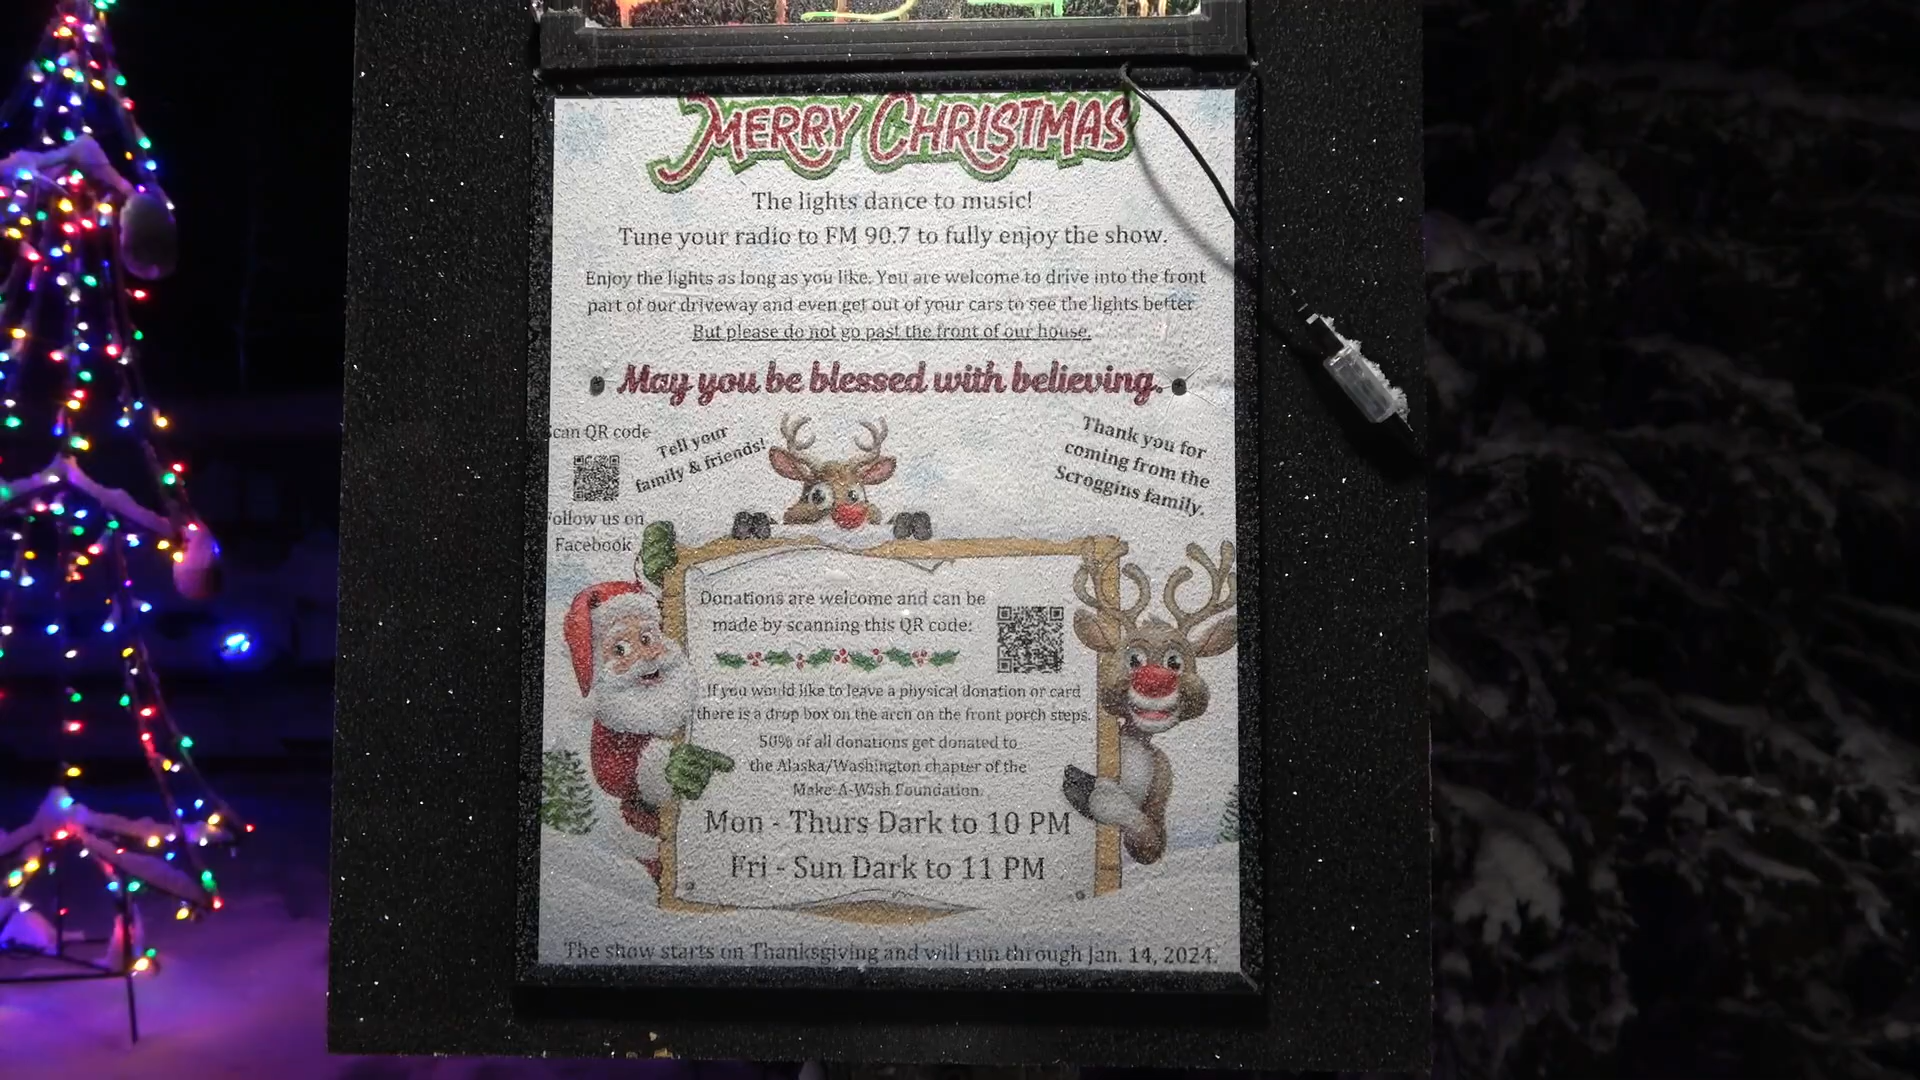 MERRY CHRISTMAS
The lights dance to music!
Tune your radio to FM 90.7 to fully enjoy the show.
Enjoy the lights as long as you like. You are welcome to drive into the front
part of our driveway and even get out of your cars to see the lights better
But please do not go past the front of our house.
May you be blessed with believing.
can QR code
Tell your
family & friends!
Thank you for
coming from the
Scroggins family.
ollow us on
Facebook
Donations are welcome and can be
made by scanning this QR code:
If you would like to leave a physical donation or card
there is a drop box on the arch on the front porch steps.
50% of all donations get donated to
the Alaska/Washington chapter of the
Make-A-Wish Foundation.
Mon - Thurs Dark to 10 PM
Fri - Sun Dark to 11 PM
The show starts on Thanksgiving and will run through Jan. 14, 2024.